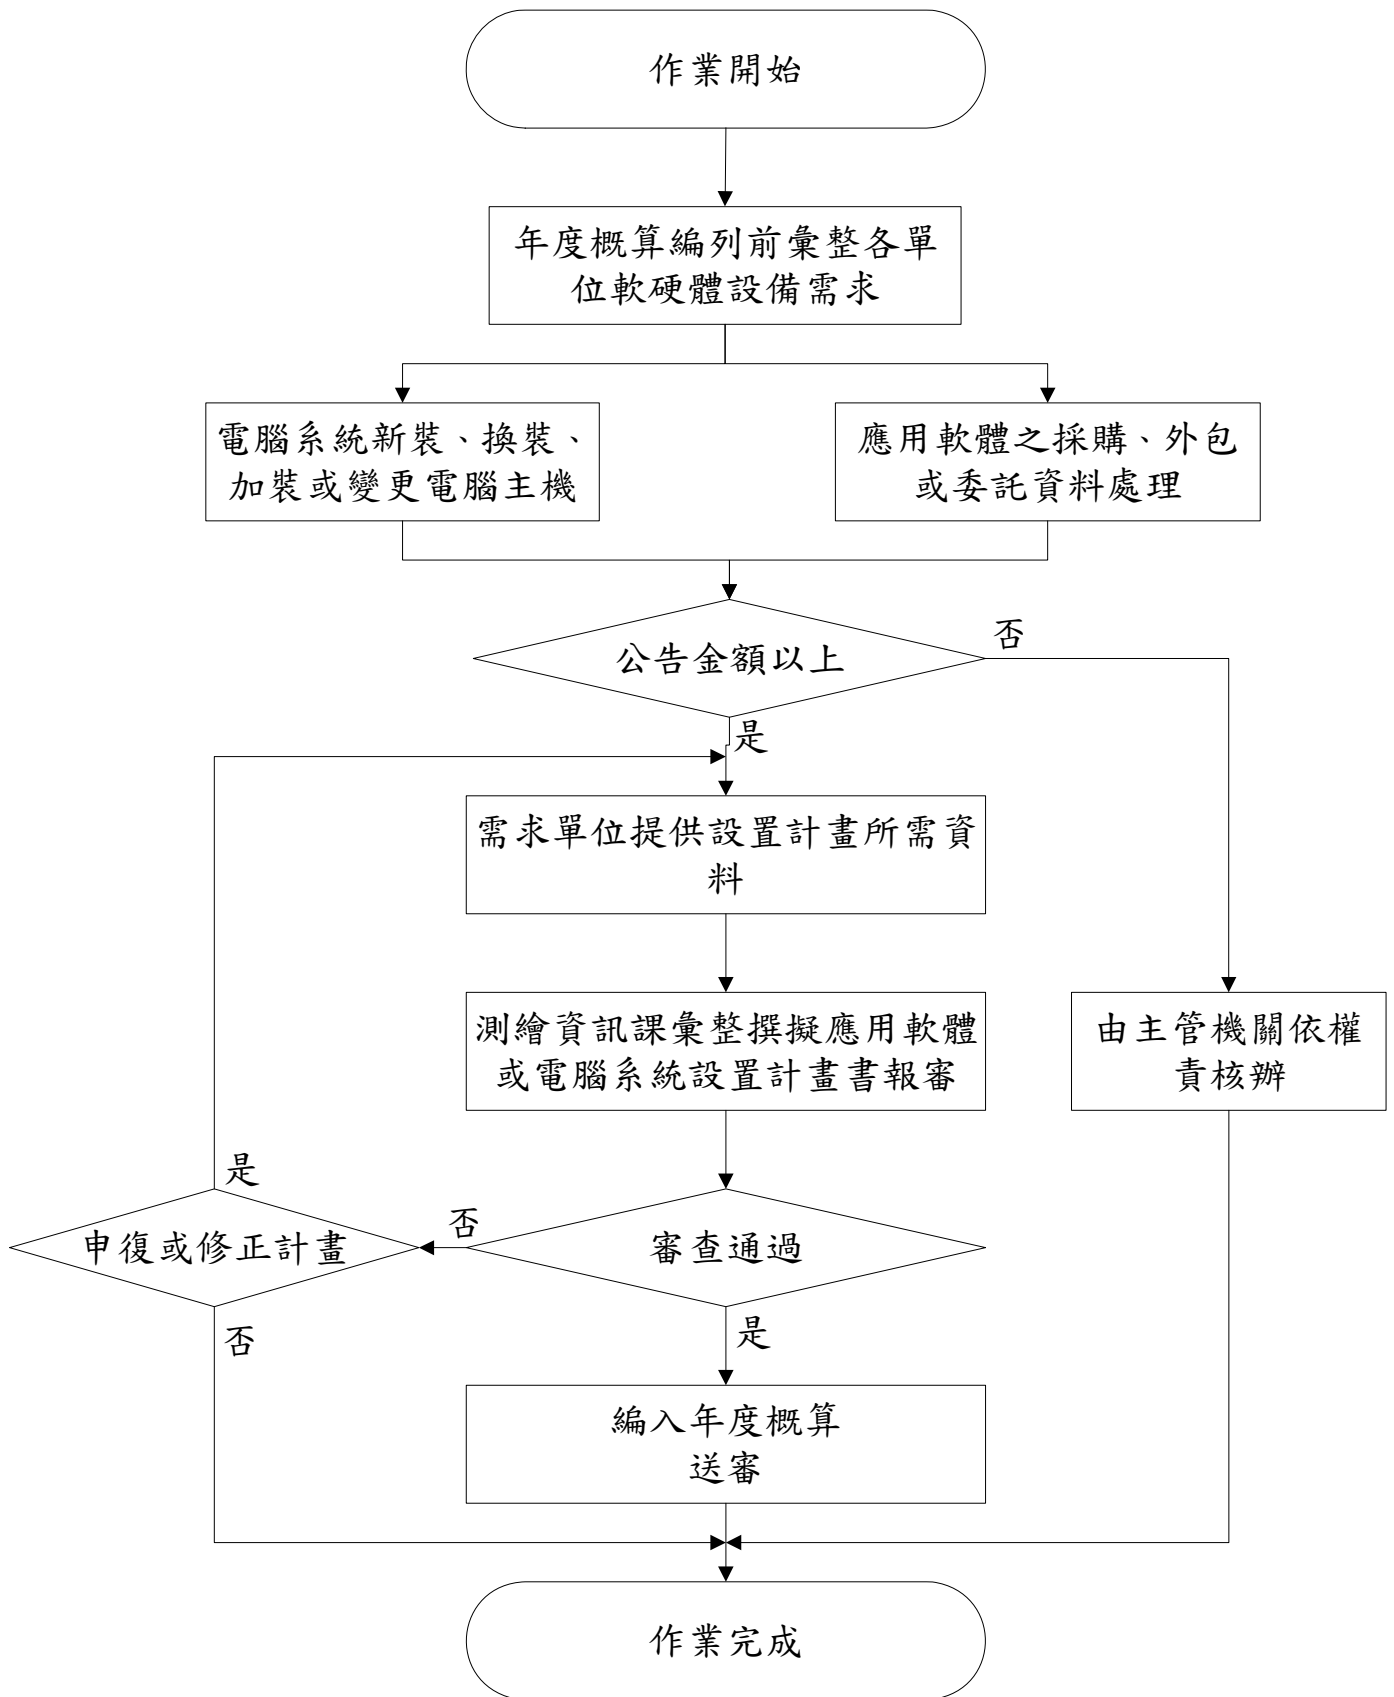 作業開始
年度概算編列前彙整各單
位軟硬體設備需求
電腦系統新裝、換裝、
加裝或變更電腦主機
應用軟體之採購、外包
或委託資料處理
公告金額以上
否
是
需求單位提供設置計畫所需資
料
測繪資訊課彙整撰擬應用軟體
或電腦系統設置計畫書報審
由主管機關依權
責核辦
是
申復或修正計畫
否
審查通過
否
是
編入年度概算
送審
作業完成